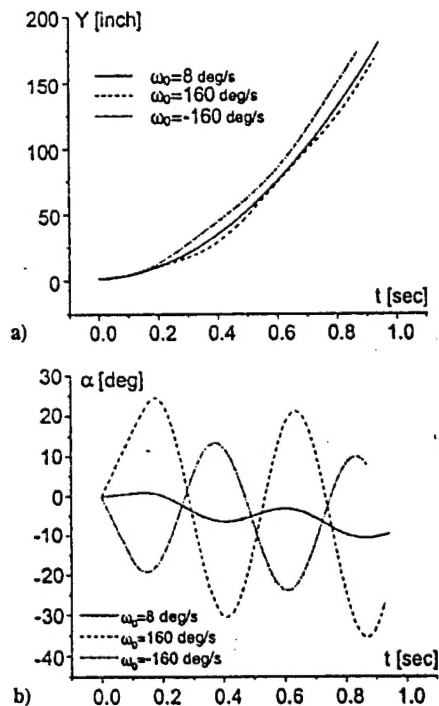 Y [inch]
200
150
100
50
0
ω₀=8 deg/s
ω₀=160 deg/s
ω₀=-160 deg/s
t [sec]
0.0 0.2 0.4 0.6 0.8 1.0
a)
α [deg]
30
20
10
0
-10
-20
-30
-40
ω₀=8 deg/s
ω₀=160 deg/s
ω₀=-160 deg/s
t [sec]
0.0 0.2 0.4 0.6 0.8 1.0
b)